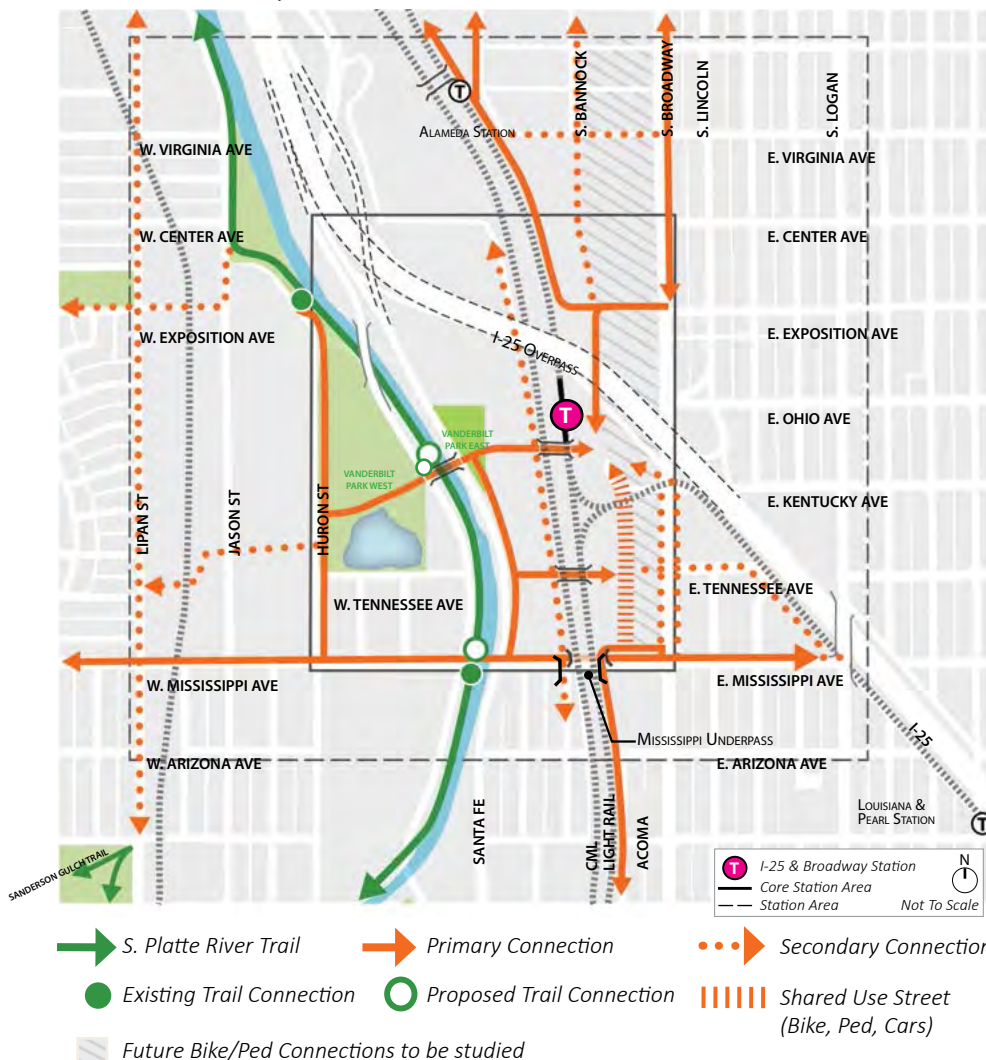 S. BANNOCK
S. BROADWAY
S. LINCOLN
S. LOGAN
T
ALAMEDA STATION
W. VIRGINIA AVE
E. VIRGINIA AVE
W. CENTER AVE
E. CENTER AVE
W. EXPOSITION AVE
E. EXPOSITION AVE
I-25 OVERPASS
T
E. OHIO AVE
VANDERBILT
PARK EAST
VANDERBILT
PARK WEST
E. KENTUCKY AVE
LIPAN ST
JASON ST
HURON ST
W. TENNESSEE AVE
E. TENNESSEE AVE
W. MISSISSIPPI AVE
E. MISSISSIPPI AVE
I-25
MISSISSIPPI UNDERPASS
W. ARIZONA AVE
E. ARIZONA AVE
SANTA FE
CML
LIGHT RAIL
ACOMA
LOUISIANA &
PEARL STATION
T
SANDERSON GULCH TRAIL
T
I-25 & Broadway Station
N
Core Station Area
Station Area
Not To Scale
S. Platte River Trail
Primary Connection
Secondary Connection
Existing Trail Connection
Proposed Trail Connection
Shared Use Street
(Bike, Ped, Cars)
Future Bike/Ped Connections to be studied